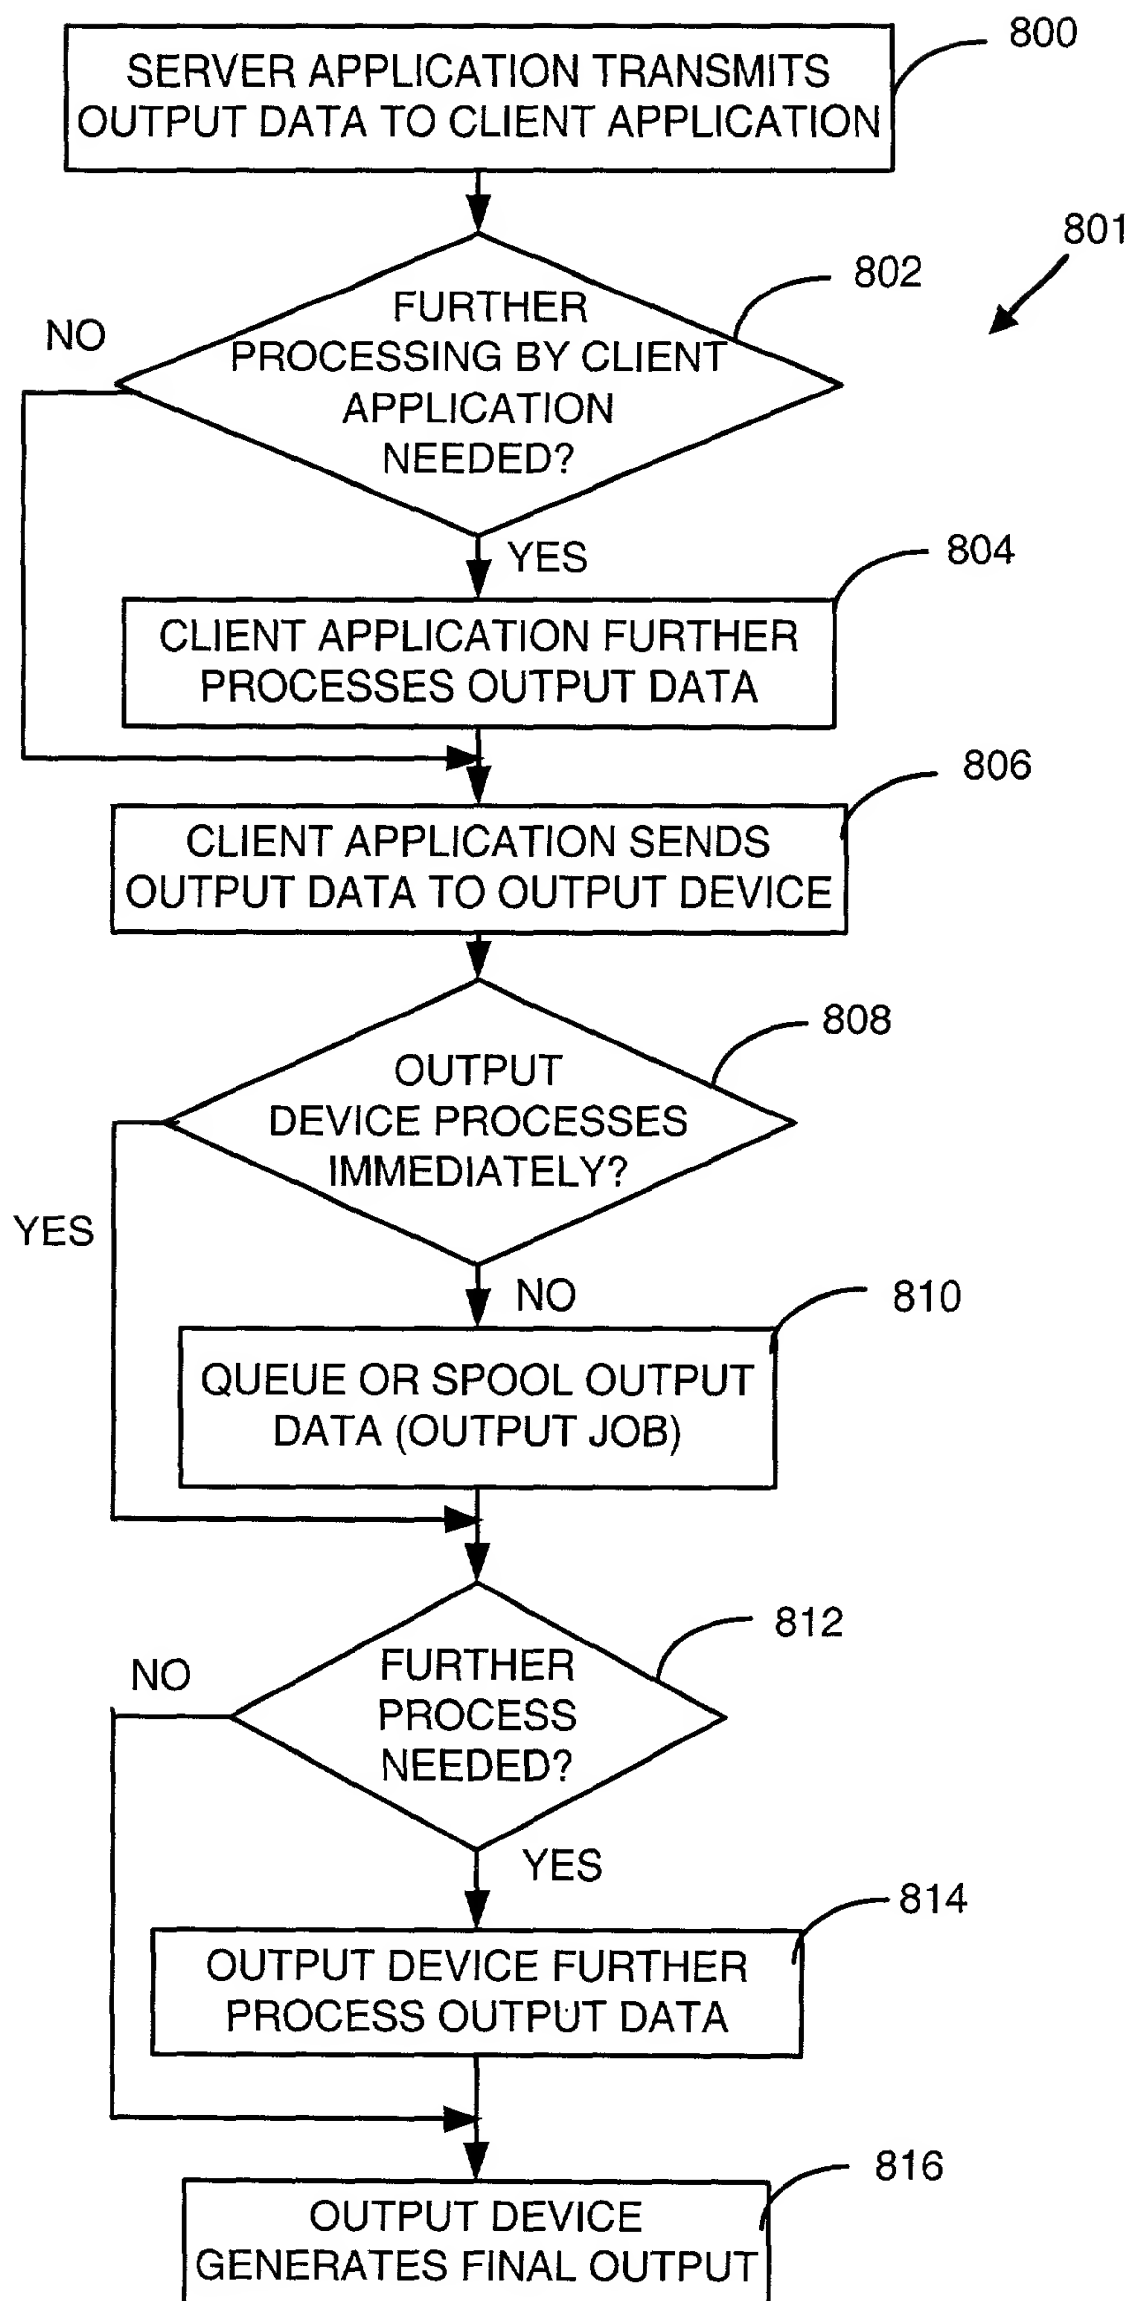 800
SERVER APPLICATION TRANSMITS
OUTPUT DATA TO CLIENT APPLICATION
801
802
FURTHER
PROCESSING BY CLIENT
APPLICATION
NEEDED?
NO
YES
804
CLIENT APPLICATION FURTHER
PROCESSES OUTPUT DATA
806
CLIENT APPLICATION SENDS
OUTPUT DATA TO OUTPUT DEVICE
808
OUTPUT
DEVICE PROCESSES
IMMEDIATELY?
YES
NO
810
QUEUE OR SPOOL OUTPUT
DATA (OUTPUT JOB)
812
FURTHER
PROCESS
NEEDED?
NO
YES
814
OUTPUT DEVICE FURTHER
PROCESS OUTPUT DATA
816
OUTPUT DEVICE
GENERATES FINAL OUTPUT